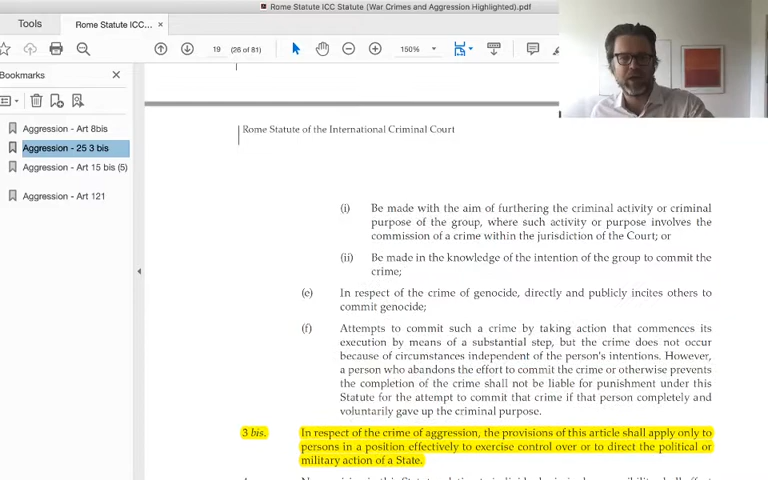 Rome Statute ICC Statute (War Crimes and Aggression Highlighted).pdf
Tools
Rome Statute ICC... ×
19 (26 of 81)
150%
Bookmarks
Aggression - Art 8bis
Aggression - 25 3 bis
Aggression - Art 15 bis (5)
Aggression - Art 121
Rome Statute of the International Criminal Court
(i) Be made with the aim of furthering the criminal activity or criminal
purpose of the group, where such activity or purpose involves the
commission of a crime within the jurisdiction of the Court; or
(ii) Be made in the knowledge of the intention of the group to commit the
crime;
(e) In respect of the crime of genocide, directly and publicly incites others to
commit genocide;
(f) Attempts to commit such a crime by taking action that commences its
execution by means of a substantial step, but the crime does not occur
because of circumstances independent of the person's intentions. However,
a person who abandons the effort to commit the crime or otherwise prevents
the completion of the crime shall not be liable for punishment under this
Statute for the attempt to commit that crime if that person completely and
voluntarily gave up the criminal purpose.
3 bis. In respect of the crime of aggression, the provisions of this article shall apply only to
persons in a position effectively to exercise control over or to direct the political or
military action of a State.